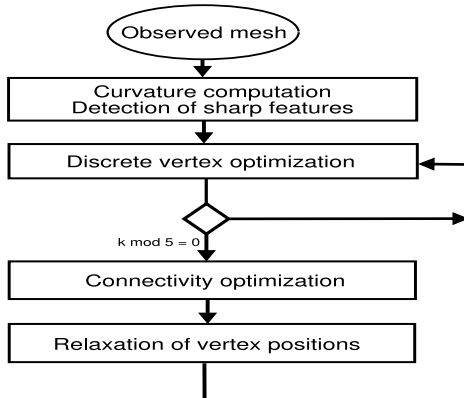 Observed mesh
Curvature computation
Detection of sharp features
Discrete vertex optimization
k mod 5 = 0
Connectivity optimization
Relaxation of vertex positions